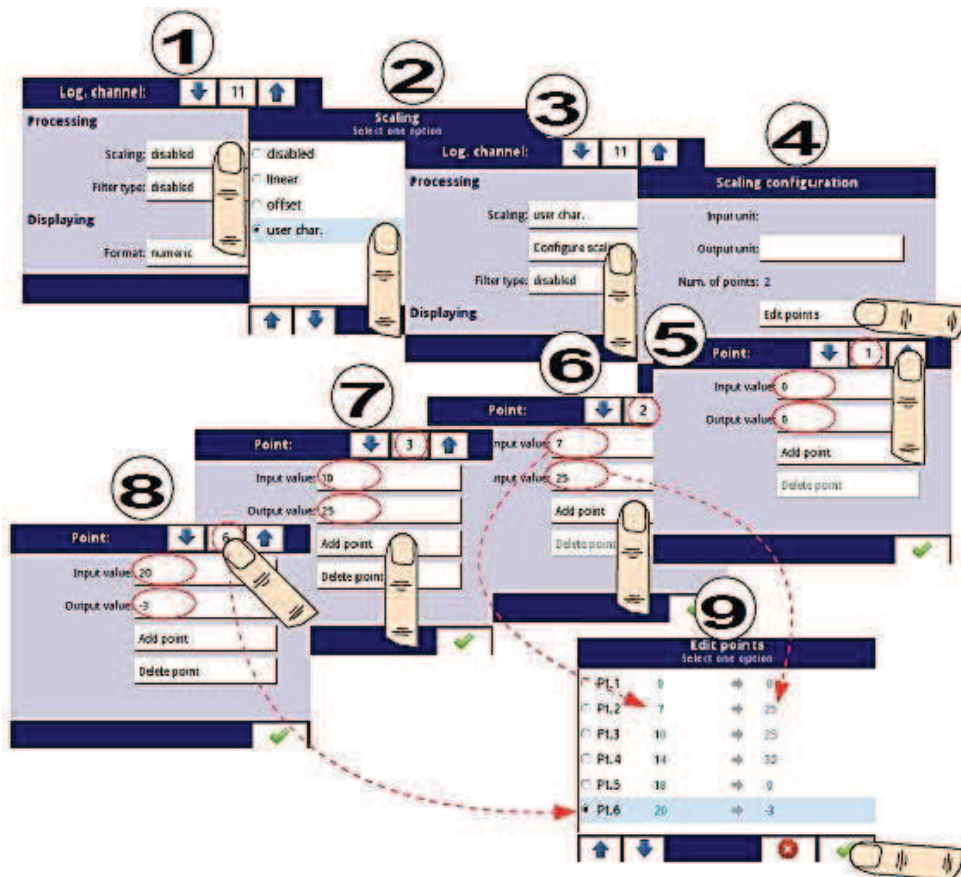 1
Log. channel: 11
Processing
Scaling: disabled
Filter type: disabled
Displaying
Format: numeric
2
Scaling
Select one option
disabled
linear
offset
user char.
3
Log. channel: 11
Processing
Scaling: user char.
Configure scali
Filter type: disabled
Displaying
4
Scaling configuration
Input unit:
Output unit:
Num. of points: 2
Edit points
5
Point: 1
Input value: 0
Output value: 0
Add point
Delete point
6
Point: 2
nput value: 7
utput value: 25
Add point
Delete point
7
Point: 3
Input value: 10
Output value: 25
Add point
Delete point
8
Point: 6
Input value: 20
Output value: -3
Add point
Delete point
9
Edit points
Select one option
Pt.1 0 0
Pt.2 7 25
Pt.3 10 25
Pt.4 14 32
Pt.5 18 0
Pt.6 20 -3